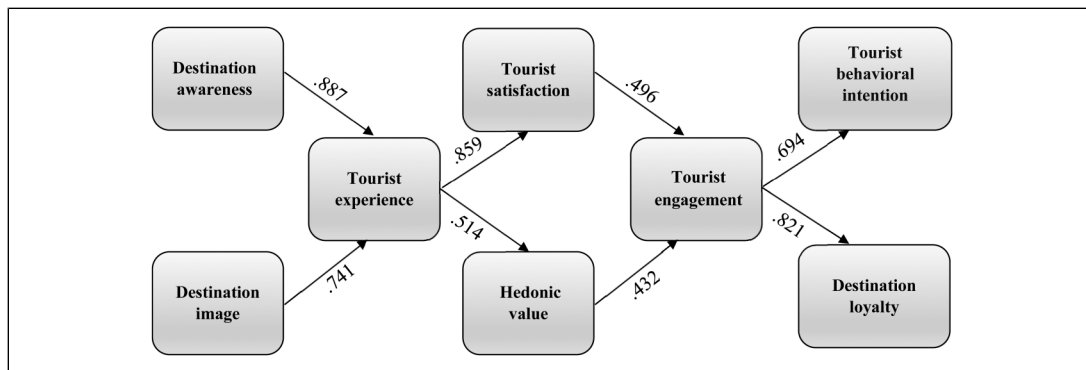 Destination
awareness
.887
Tourist
satisfaction
.496
Tourist
behavioral
intention
Tourist
experience
.859
.514
Tourist
engagement
.694
.821
Destination
image
.741
Hedonic
value
.432
Destination
loyalty